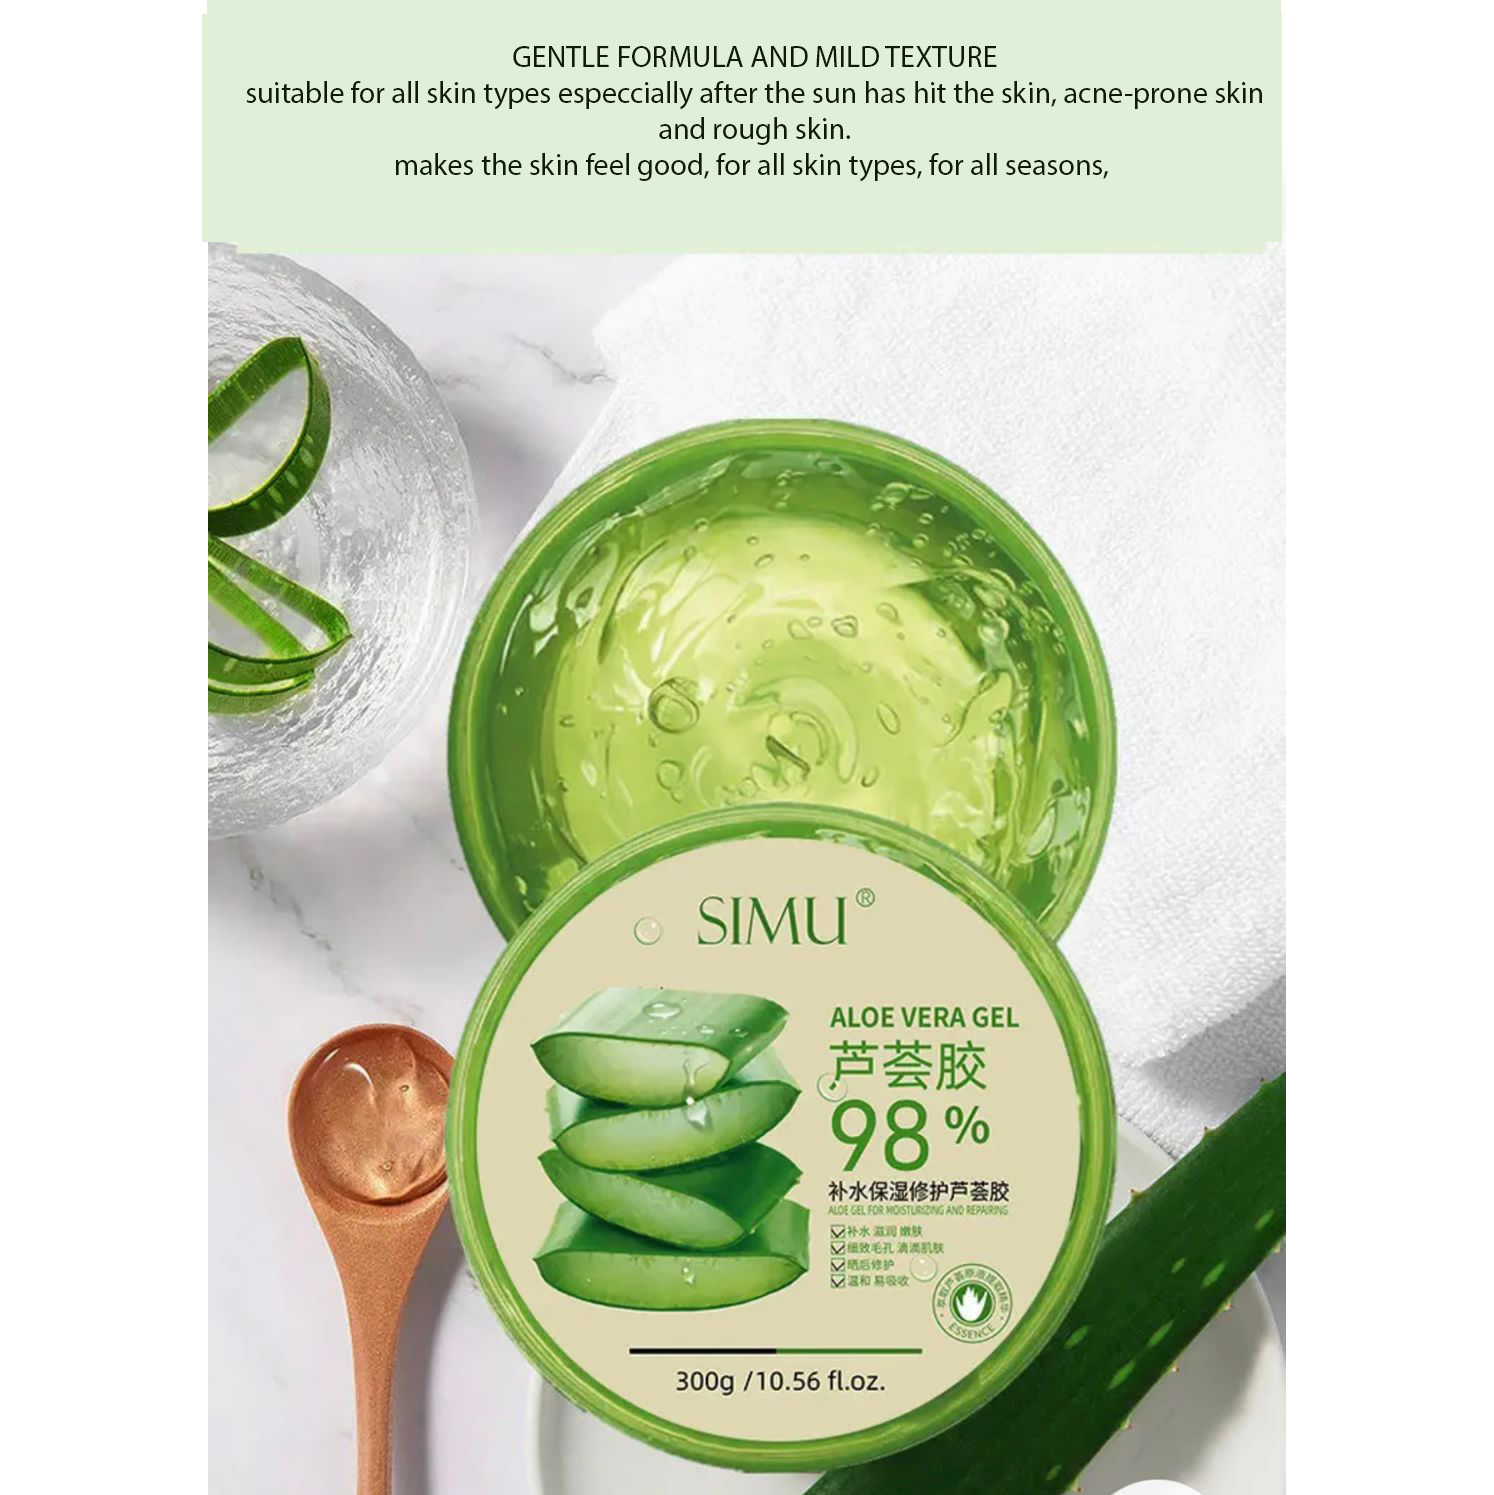 GENTLE FORMULA AND MILD TEXTURE
suitable for all skin types especcially after the sun has hit the skin, acne-prone skin
and rough skin.
makes the skin feel good, for all skin types, for all seasons,
SIMU®
ALOE VERA GEL
芦荟胶
98%
补水保湿修护芦荟胶
ALOE GEL FOR MOISTURIZING AND REPAIRING
补水 滋润 嫩肤
细致毛孔 滴滴肌肤
晒后修护
温和 易吸收
ESSENCE
300g /10.56 fl.oz.